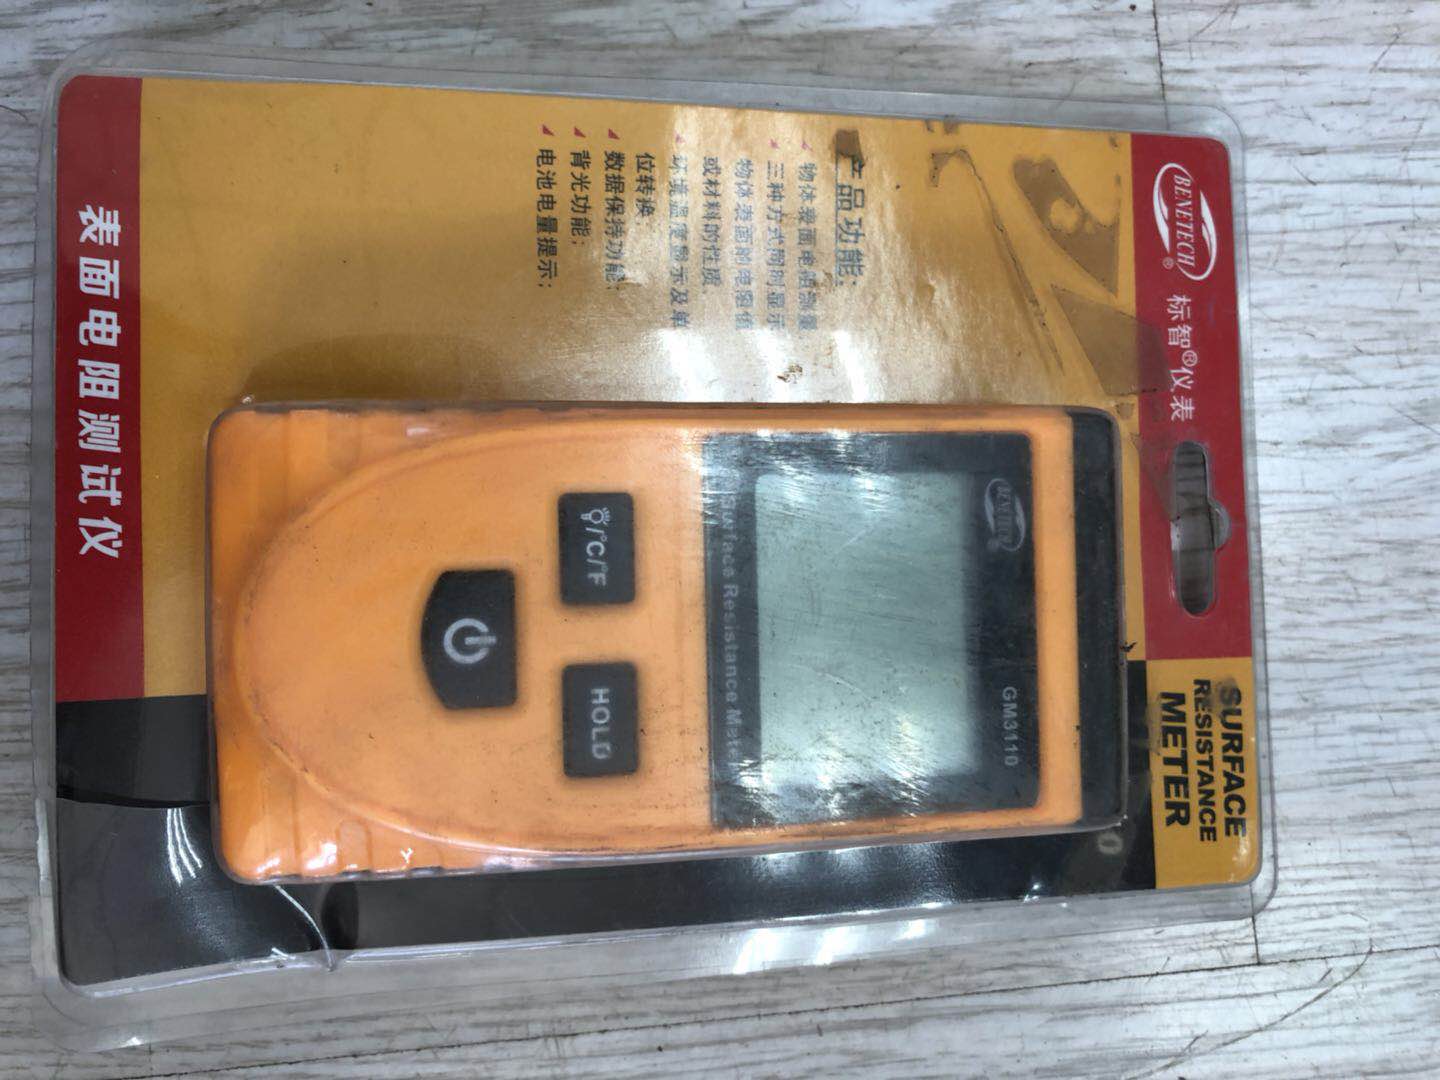 BENETECH®
标智®仪表
SURFACE
RESISTANCE
METER
产品功能:
物体表面电阻测量
三种方式同时显示
物体表面的电阻值
或材料的性质
环境温度显示及单
位转换
数据保持功能;
背光功能;
电池电量提示;
BENETECH®
GM3110
Surface Resistance Meter
/°C/°F
HOLD
0
表面电阻测试仪